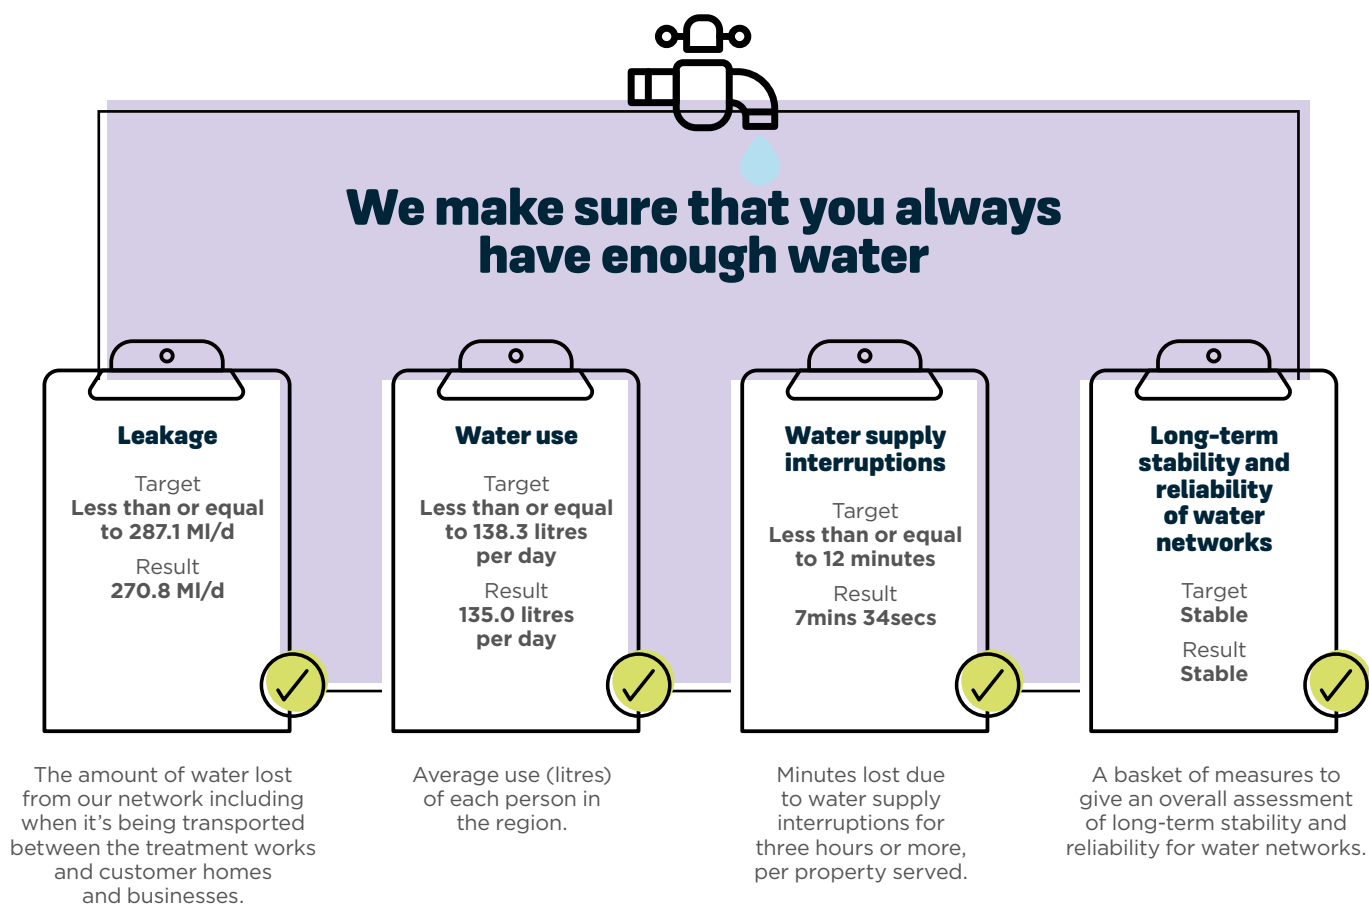 We make sure that you always
have enough water
Leakage
Target
Less than or equal
to 287.1 Ml/d
Result
270.8 Ml/d
The amount of water lost
from our network including
when it’s being transported
between the treatment works
and customer homes
and businesses.
Water use
Target
Less than or equal
to 138.3 litres
per day
Result
135.0 litres
per day
Average use (litres)
of each person in
the region.
Water supply
interruptions
Target
Less than or equal
to 12 minutes
Result
7mins 34secs
Minutes lost due
to water supply
interruptions for
three hours or more,
per property served.
Long-term
stability and
reliability
of water
networks
Target
Stable
Result
Stable
A basket of measures to
give an overall assessment
of long-term stability and
reliability for water networks.